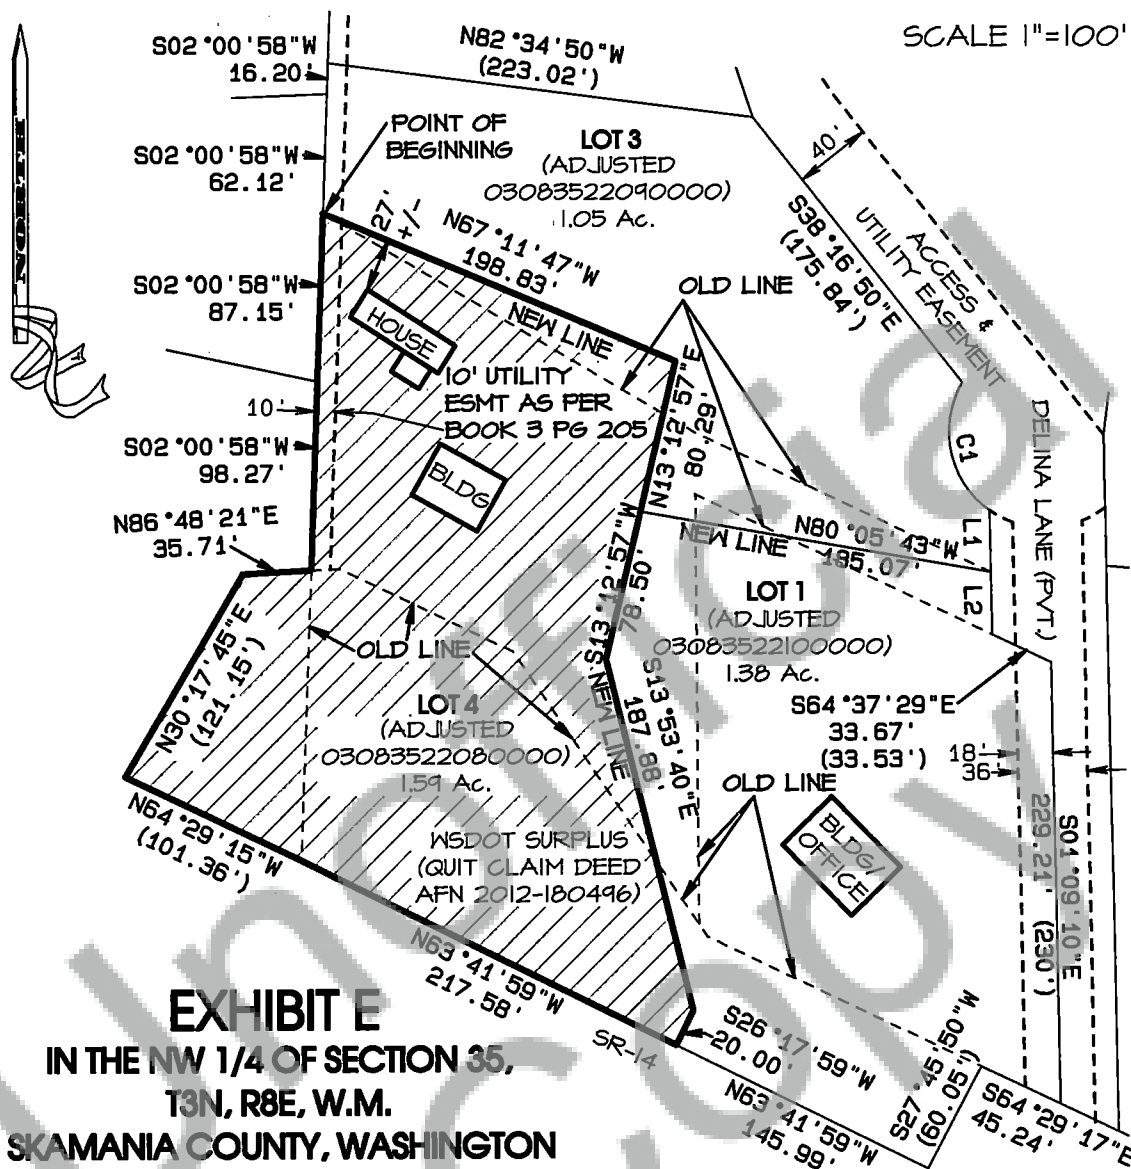 SCALE 1"=100'
S02°00'58"W
16.20'
N82°34'50"W
(223.02')
POINT OF
BEGINNING
LOT 3
(ADJUSTED
03083522090000)
1.05 Ac.
40'
S02°00'58"W
62.12'
27'
+/-
N67°11'47"W
198.83'
S38°16'50"E
(175.84')
ACCESS &
UTILITY EASEMENT
S02°00'58"W
87.15'
OLD LINE
NEW LINE
HOUSE
10' UTILITY
ESMT AS PER
BOOK 3 PG 205
10'
N13°12'57"E
80.29'
C1
DELINA LANE (PVT.)
S02°00'58"W
98.27'
BLDG
N86°48'21"E
35.71'
NEW LINE
N80°05'43"W
185.07'
L1
L2
S13°12'57"W
78.50'
LOT 1
(ADJUSTED
03083522100000)
1.38 Ac.
OLD LINE
N30°17'45"E
(121.15')
LOT 4
(ADJUSTED
03083522080000)
1.59 Ac.
NEW LINE
S13°53'40"E
187.88'
S64°37'29"E
33.67'
(33.53')
18'
36'
OLD LINE
BLDG/
OFFICE
S01°09'10"E
229.21' (230')
N64°29'15"W
(101.36')
WSDOT SURPLUS
(QUIT CLAIM DEED
AFN 2012-180496)
N63°41'59"W
217.58'
SR-14
S26°17'59"W
20.00'
N63°41'59"W
145.99'
S27°45'50"W
(60.05')
S64°29'17"E
45.24'
EXHIBIT E
IN THE NW 1/4 OF SECTION 35,
T3N, R8E, W.M.
SKAMANIA COUNTY, WASHINGTON
Unofficial
Copy